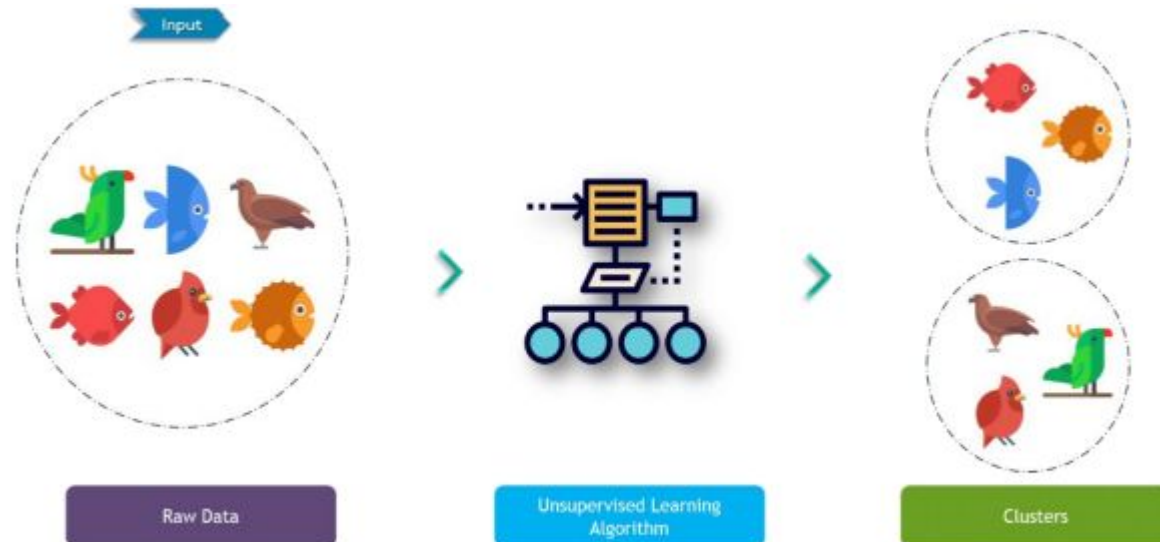 Input
Raw Data
Unsupervised Learning
Algorithm
Clusters